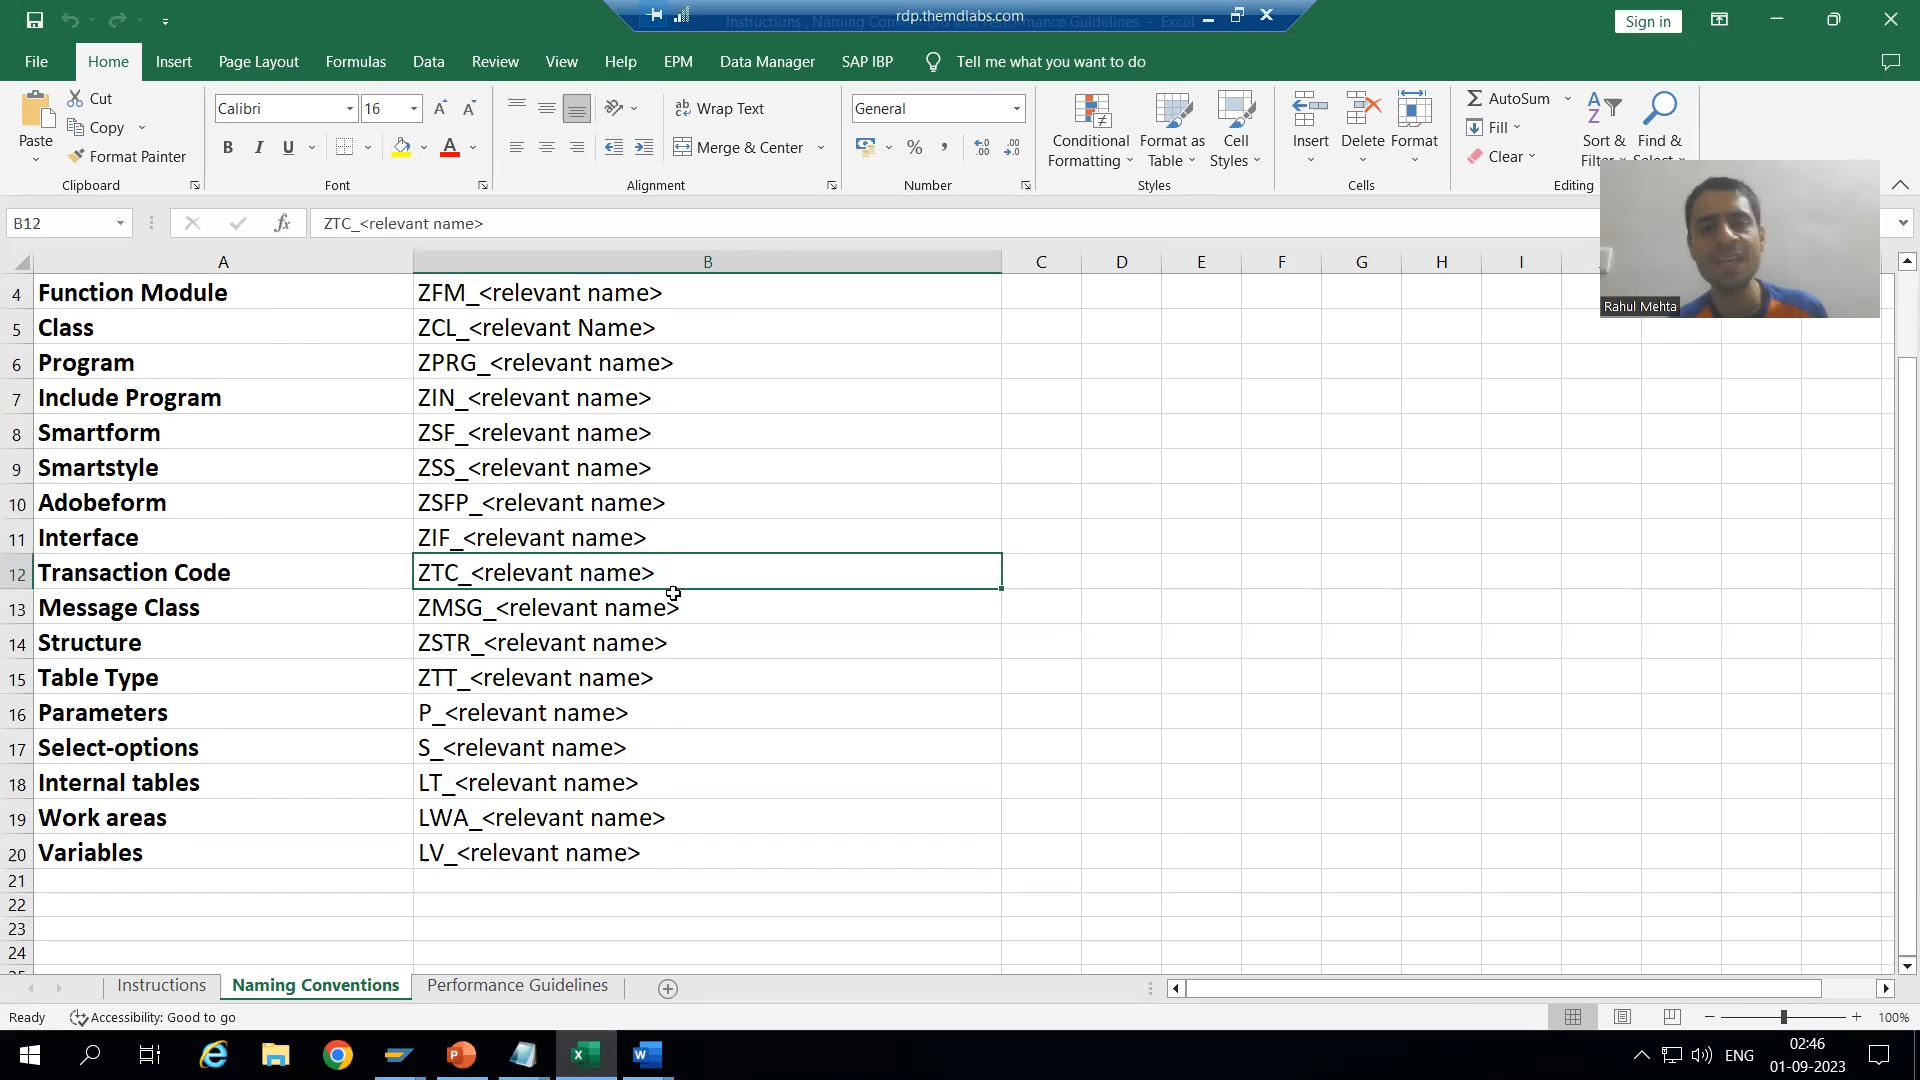 rdp.themdlabs.com
Sign in
File Home Insert Page Layout Formulas Data Review View Help EPM Data Manager SAP IBP Tell me what you want to do
Paste
Cut
Copy
Format Painter
Clipboard
Calibri 16
B I U A
Font
Wrap Text
Merge & Center
Alignment
General
% ,
Number
Conditional Formatting
Format as Table
Cell Styles
Styles
Insert
Delete
Format
Cells
AutoSum
Fill
Clear
Sort & Filter
Find &
Editing
Rahul Mehta
B12 fx ZTC_<relevant name>
A B C D E F G H I
4 Function Module ZFM_<relevant name>
5 Class ZCL_<relevant Name>
6 Program ZPRG_<relevant name>
7 Include Program ZIN_<relevant name>
8 Smartform ZSF_<relevant name>
9 Smartstyle ZSS_<relevant name>
10 Adobeform ZSFP_<relevant name>
11 Interface ZIF_<relevant name>
12 Transaction Code ZTC_<relevant name>
13 Message Class ZMSG_<relevant name>
14 Structure ZSTR_<relevant name>
15 Table Type ZTT_<relevant name>
16 Parameters P_<relevant name>
17 Select-options S_<relevant name>
18 Internal tables LT_<relevant name>
19 Work areas LWA_<relevant name>
20 Variables LV_<relevant name>
21
22
23
24
Instructions Naming Conventions Performance Guidelines
Ready Accessibility: Good to go 100%
ENG 02:46
01-09-2023